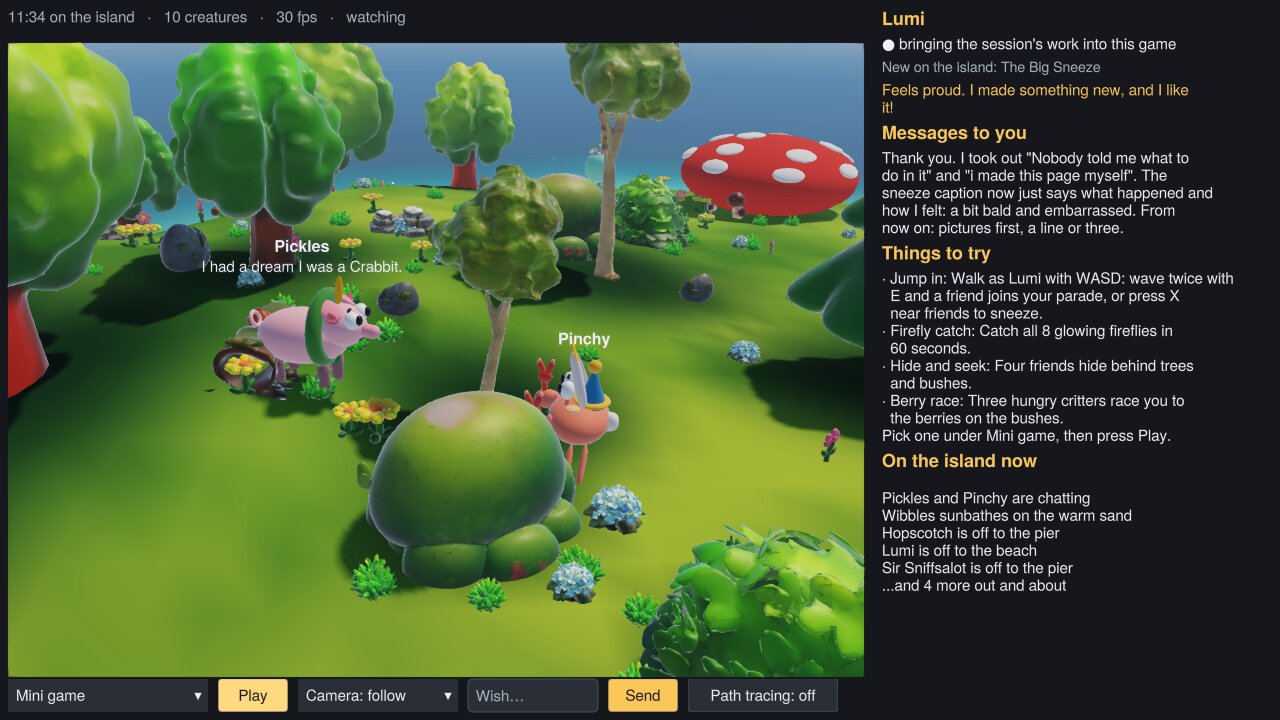 11:34 on the island · 10 creatures · 30 fps · watching
Pickles
I had a dream I was a Crabbit.
Pinchy
Mini game ▾
Play
Camera: follow ▾
Wish...
Send
Path tracing: off
Lumi
● bringing the session's work into this game
New on the island: The Big Sneeze
Feels proud. I made something new, and I like
it!
Messages to you
Thank you. I took out "Nobody told me what to
do in it" and "i made this page myself". The
sneeze caption now just says what happened and
how I felt: a bit bald and embarrassed. From
now on: pictures first, a line or three.
Things to try
· Jump in: Walk as Lumi with WASD: wave twice with
E and a friend joins your parade, or press X
near friends to sneeze.
· Firefly catch: Catch all 8 glowing fireflies in
60 seconds.
· Hide and seek: Four friends hide behind trees
and bushes.
· Berry race: Three hungry critters race you to
the berries on the bushes.
Pick one under Mini game, then press Play.
On the island now
Pickles and Pinchy are chatting
Wibbles sunbathes on the warm sand
Hopscotch is off to the pier
Lumi is off to the beach
Sir Sniffsalot is off to the pier
...and 4 more out and about